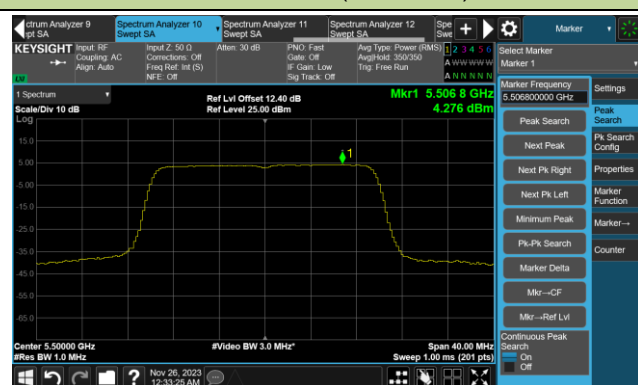 ctrum Analyzer 9
pt SA
Spectrum Analyzer 10
Swept SA
Spectrum Analyzer 11
Swept SA
Spectrum Analyzer 12
Swept SA
Spe
Swe
Marker
KEYSIGHT
Input: RF
Coupling: AC
Align: Auto
Input Z: 50 Ω
Corrections: Off
Freq Ref: Int (S)
NFE: Off
Atten: 30 dB
PNO: Fast
Gate: Off
IF Gain: Low
Sig Track: Off
Avg Type: Power (RMS)
Avg|Hold: 350/350
Trig: Free Run
1 2 3 4 5 6
A W W W W W
A N N N N N
LXI
Select Marker
Marker 1
1 Spectrum
Scale/Div 10 dB
Log
Ref Lvl Offset 12.40 dB
Ref Level 25.00 dBm
Mkr1 5.506 8 GHz
4.276 dBm
1
15.0
5.00
-5.00
-15.0
-25.0
-35.0
-45.0
-55.0
-65.0
Center 5.50000 GHz
#Res BW 1.0 MHz
#Video BW 3.0 MHz*
Span 40.00 MHz
Sweep 1.00 ms (201 pts)
Marker Frequency
5.506800000 GHz
Peak Search
Next Peak
Next Pk Right
Next Pk Left
Minimum Peak
Pk-Pk Search
Marker Delta
Mkr→CF
Mkr→Ref Lvl
Continuous Peak
Search
On
Off
Settings
Peak
Search
Pk Search
Config
Properties
Marker
Function
Marker→
Counter
?
Nov 26, 2023
12:33:25 AM